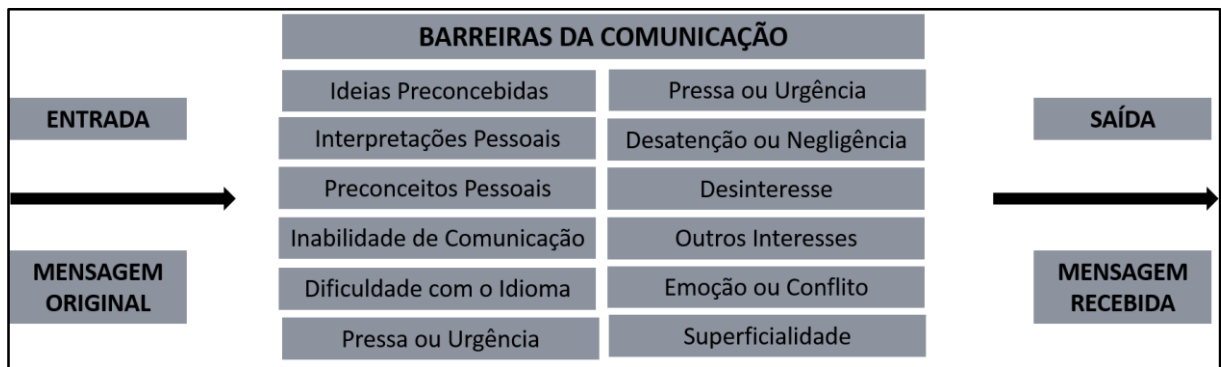 BARREIRAS DA COMUNICAÇÃO
ENTRADA
MENSAGEM
ORIGINAL
Ideias Preconcebidas
Interpretações Pessoais
Preconceitos Pessoais
Inabilidade de Comunicação
Dificuldade com o Idioma
Pressa ou Urgência
Pressa ou Urgência
Desatenção ou Negligência
Desinteresse
Outros Interesses
Emoção ou Conflito
Superficialidade
SAÍDA
MENSAGEM
RECEBIDA